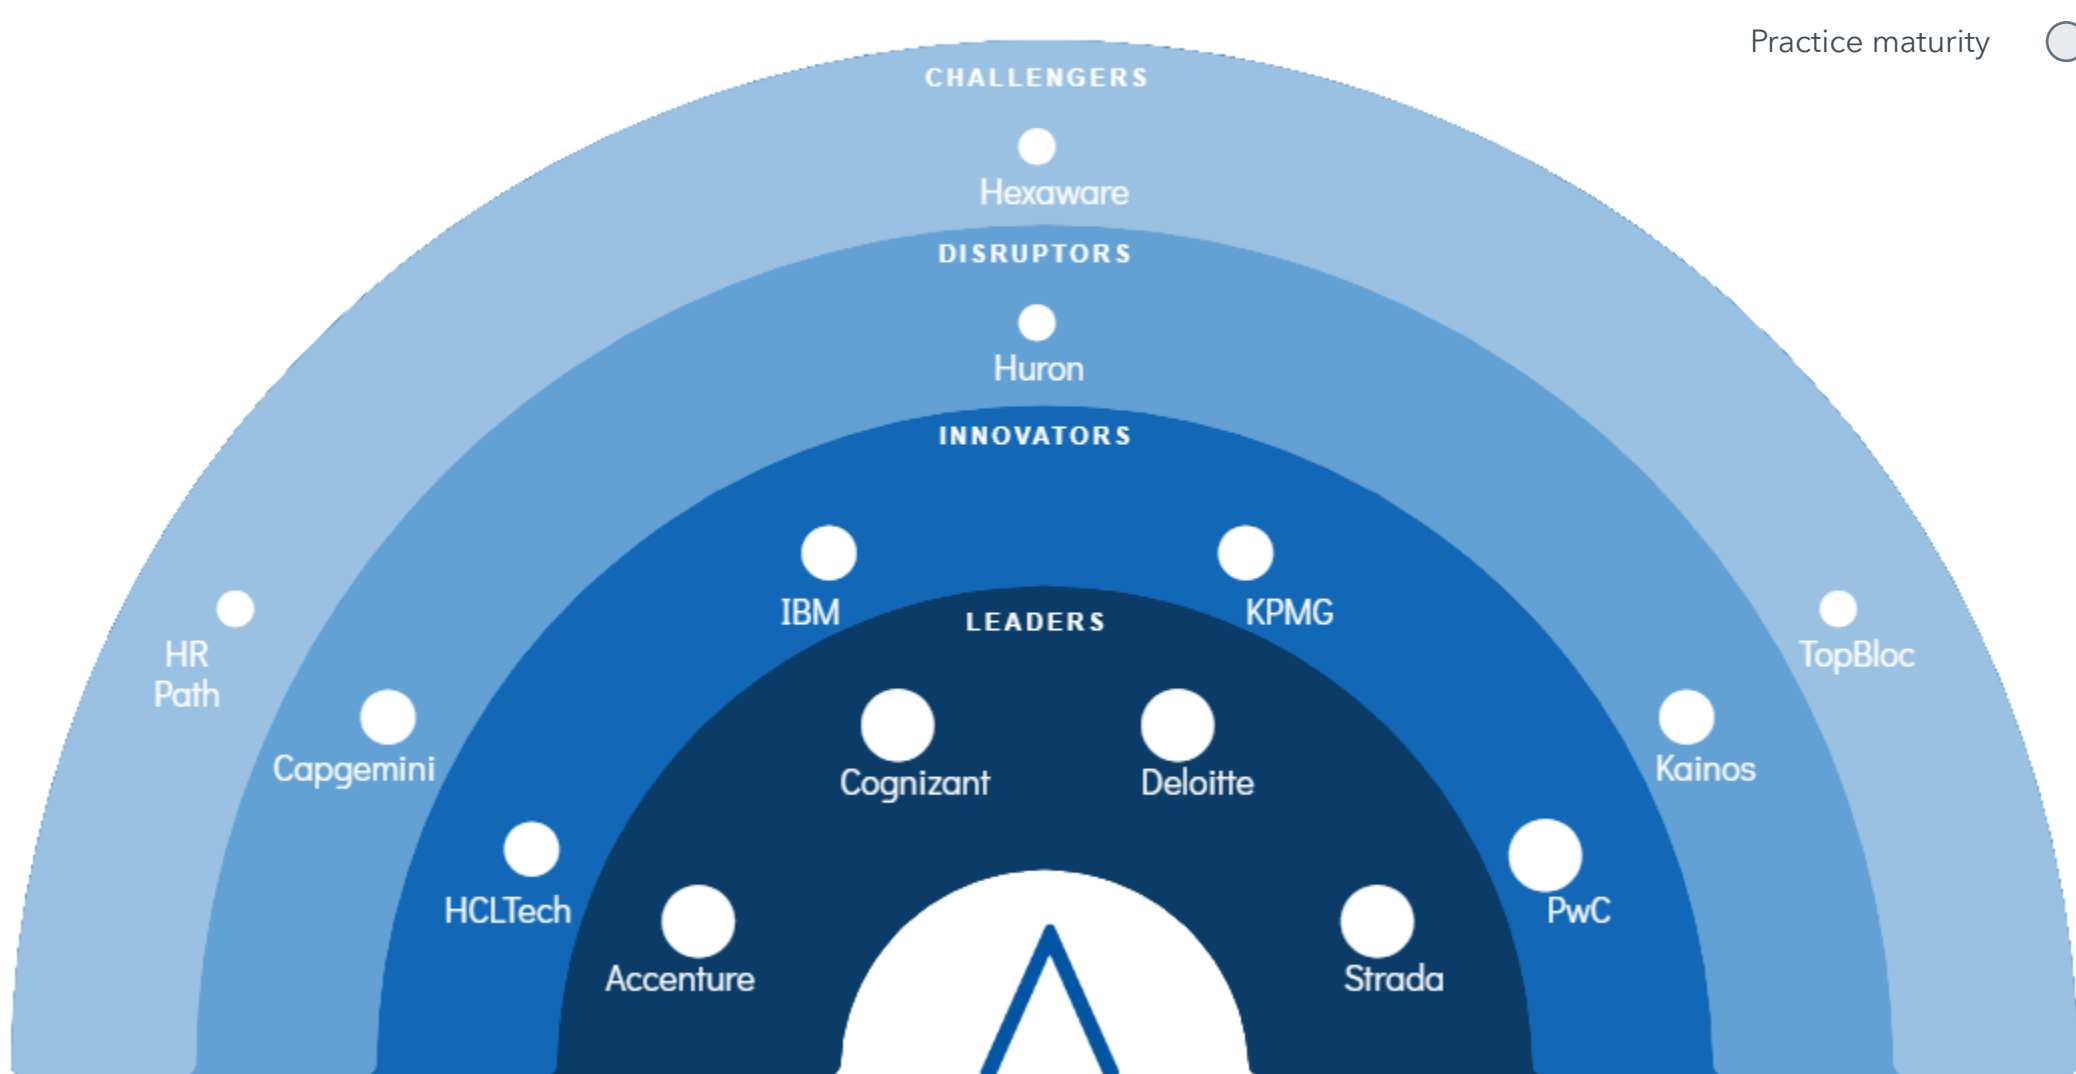 Practice maturity
CHALLENGERS
Hexaware
DISRUPTORS
Huron
INNOVATORS
IBM
KPMG
LEADERS
HR
Path
TopBloc
Capgemini
Cognizant
Deloitte
Kainos
HCLTech
PwC
Accenture
Strada